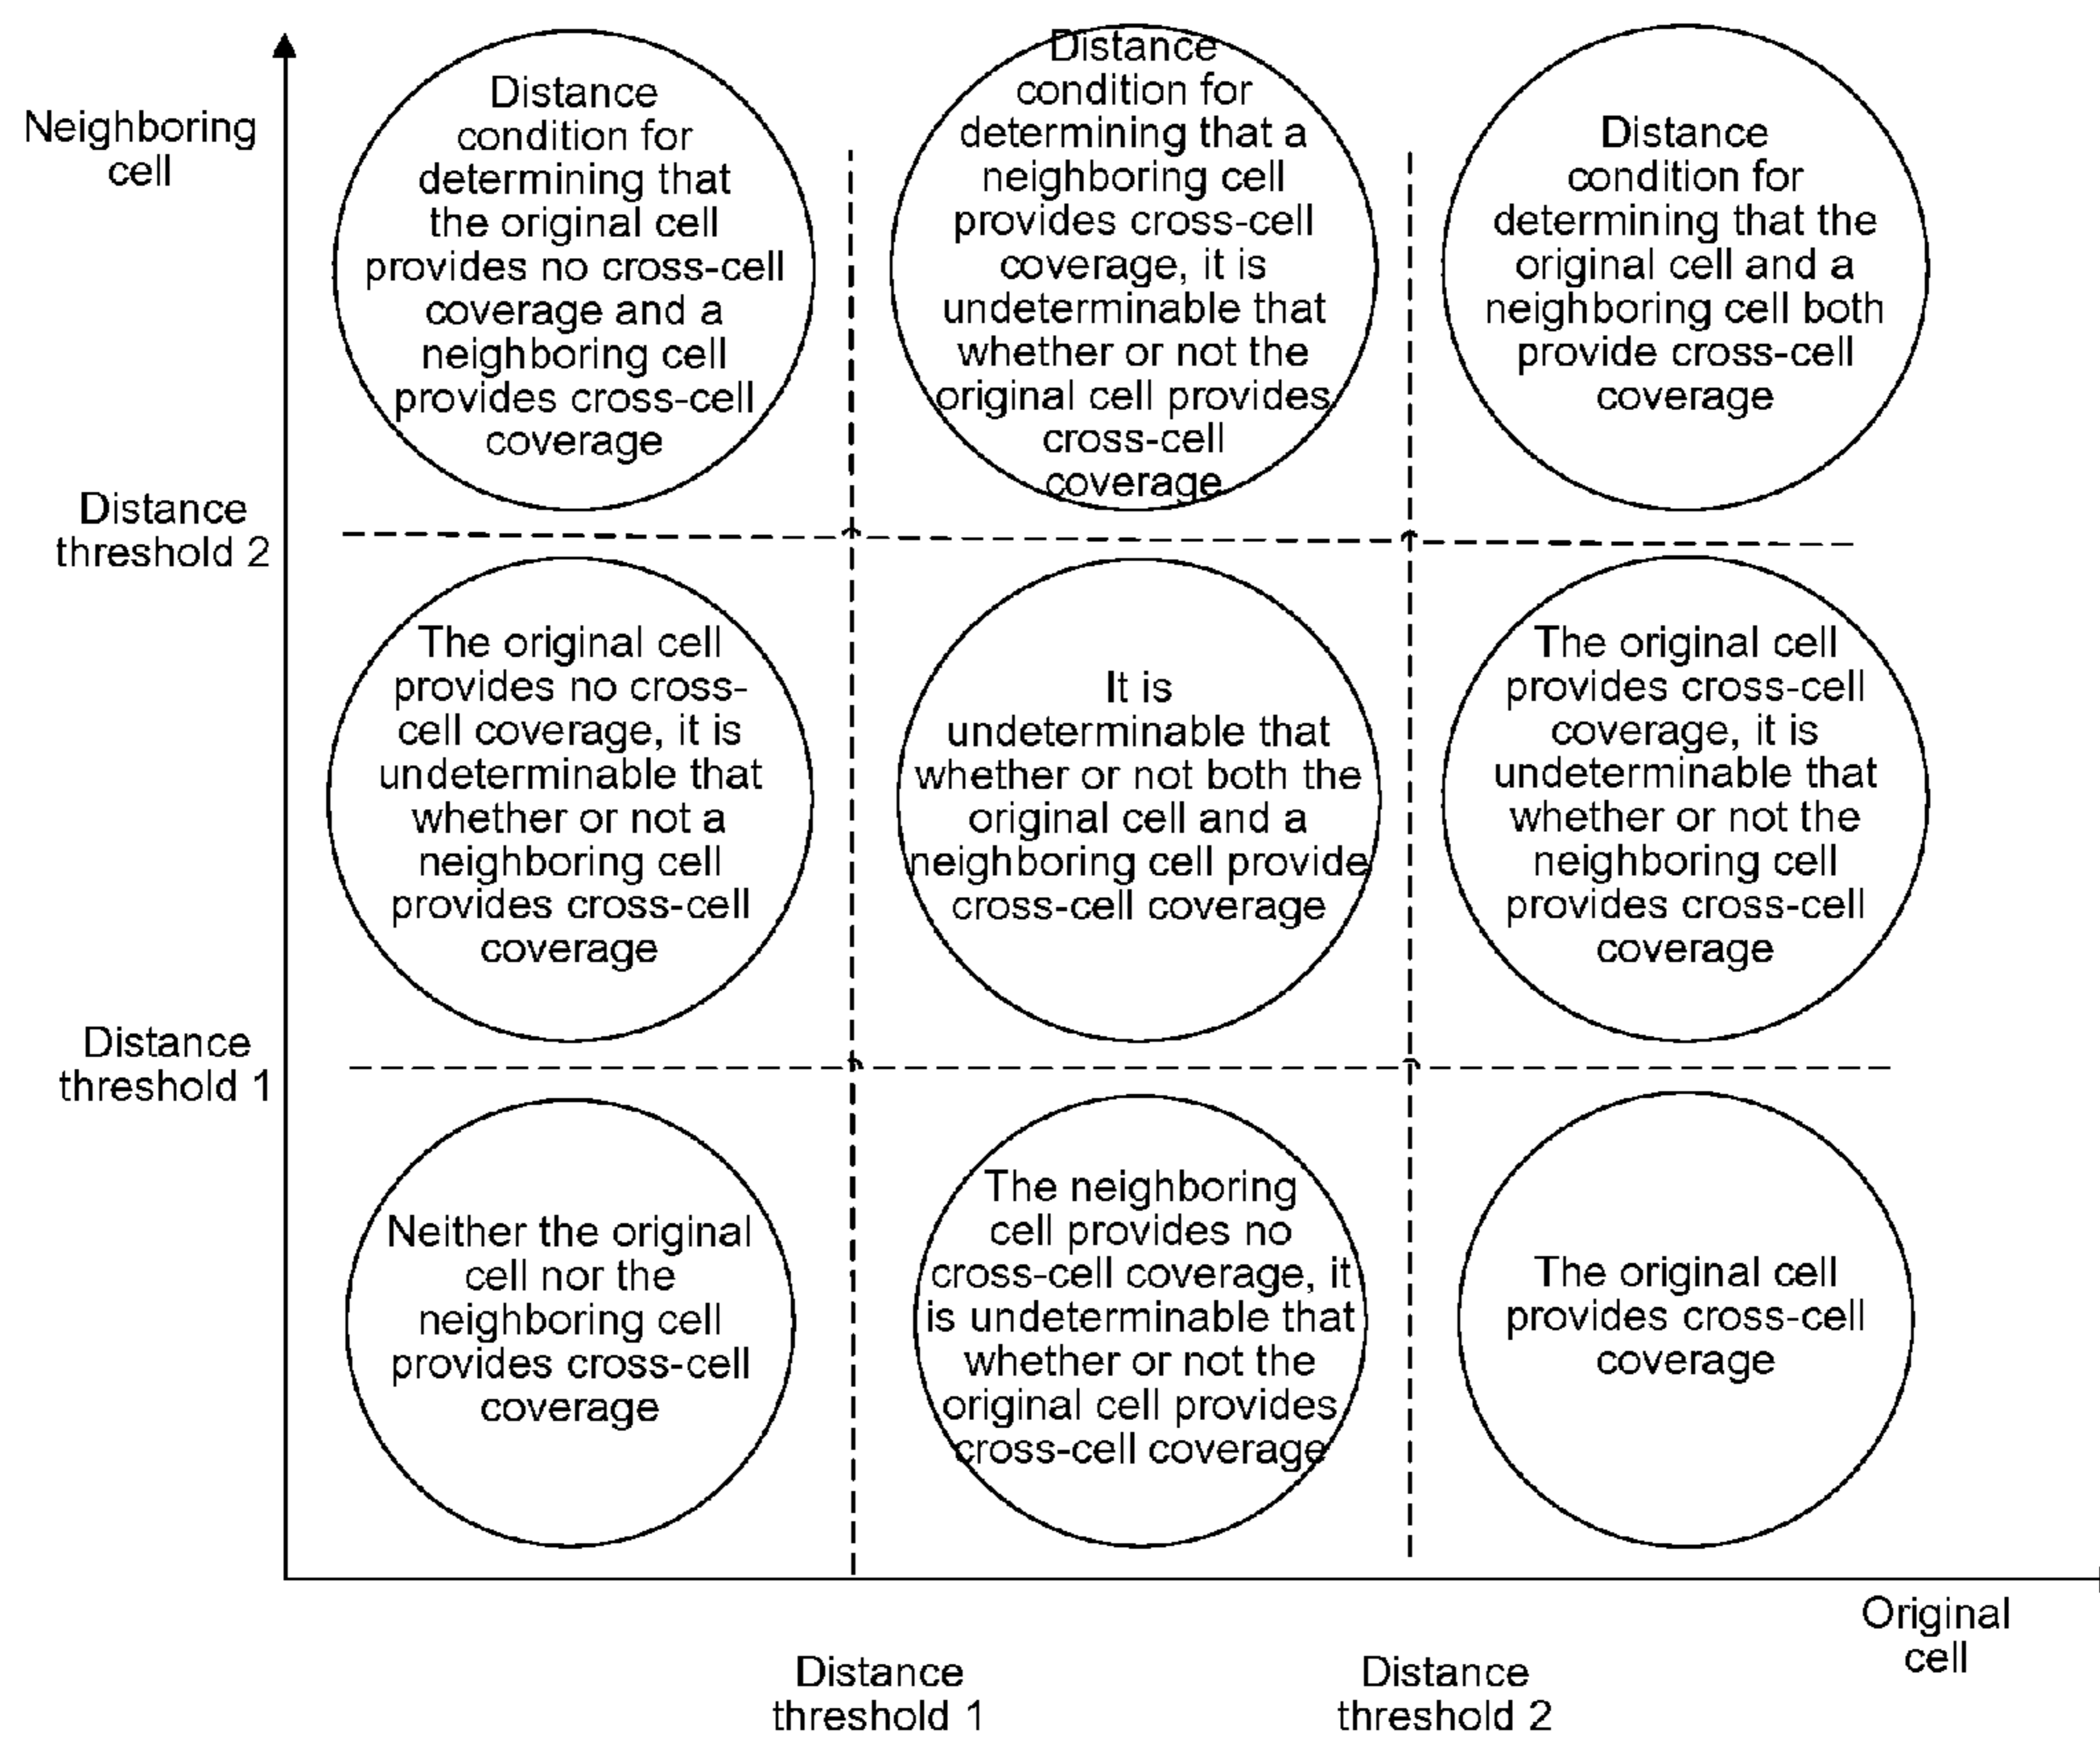 Neighboring
cell
Distance
condition for
determining that
the original cell
provides no cross-cell
coverage and a
neighboring cell
provides cross-cell
coverage
Distance
condition for
determining that a
neighboring cell
provides cross-cell
coverage, it is
undeterminable that
whether or not the
original cell provides
cross-cell
coverage
Distance
condition for
determining that the
original cell and a
neighboring cell both
provide cross-cell
coverage
Distance
threshold 2
The original cell
provides no cross-
cell coverage, it is
undeterminable that
whether or not a
neighboring cell
provides cross-cell
coverage
It is
undeterminable that
whether or not both the
original cell and a
neighboring cell provide
cross-cell coverage
The original cell
provides cross-cell
coverage, it is
undeterminable that
whether or not the
neighboring cell
provides cross-cell
coverage
Distance
threshold 1
Neither the original
cell nor the
neighboring cell
provides cross-cell
coverage
The neighboring
cell provides no
cross-cell coverage, it
is undeterminable that
whether or not the
original cell provides
cross-cell coverage
The original cell
provides cross-cell
coverage
Original
cell
Distance
threshold 1
Distance
threshold 2